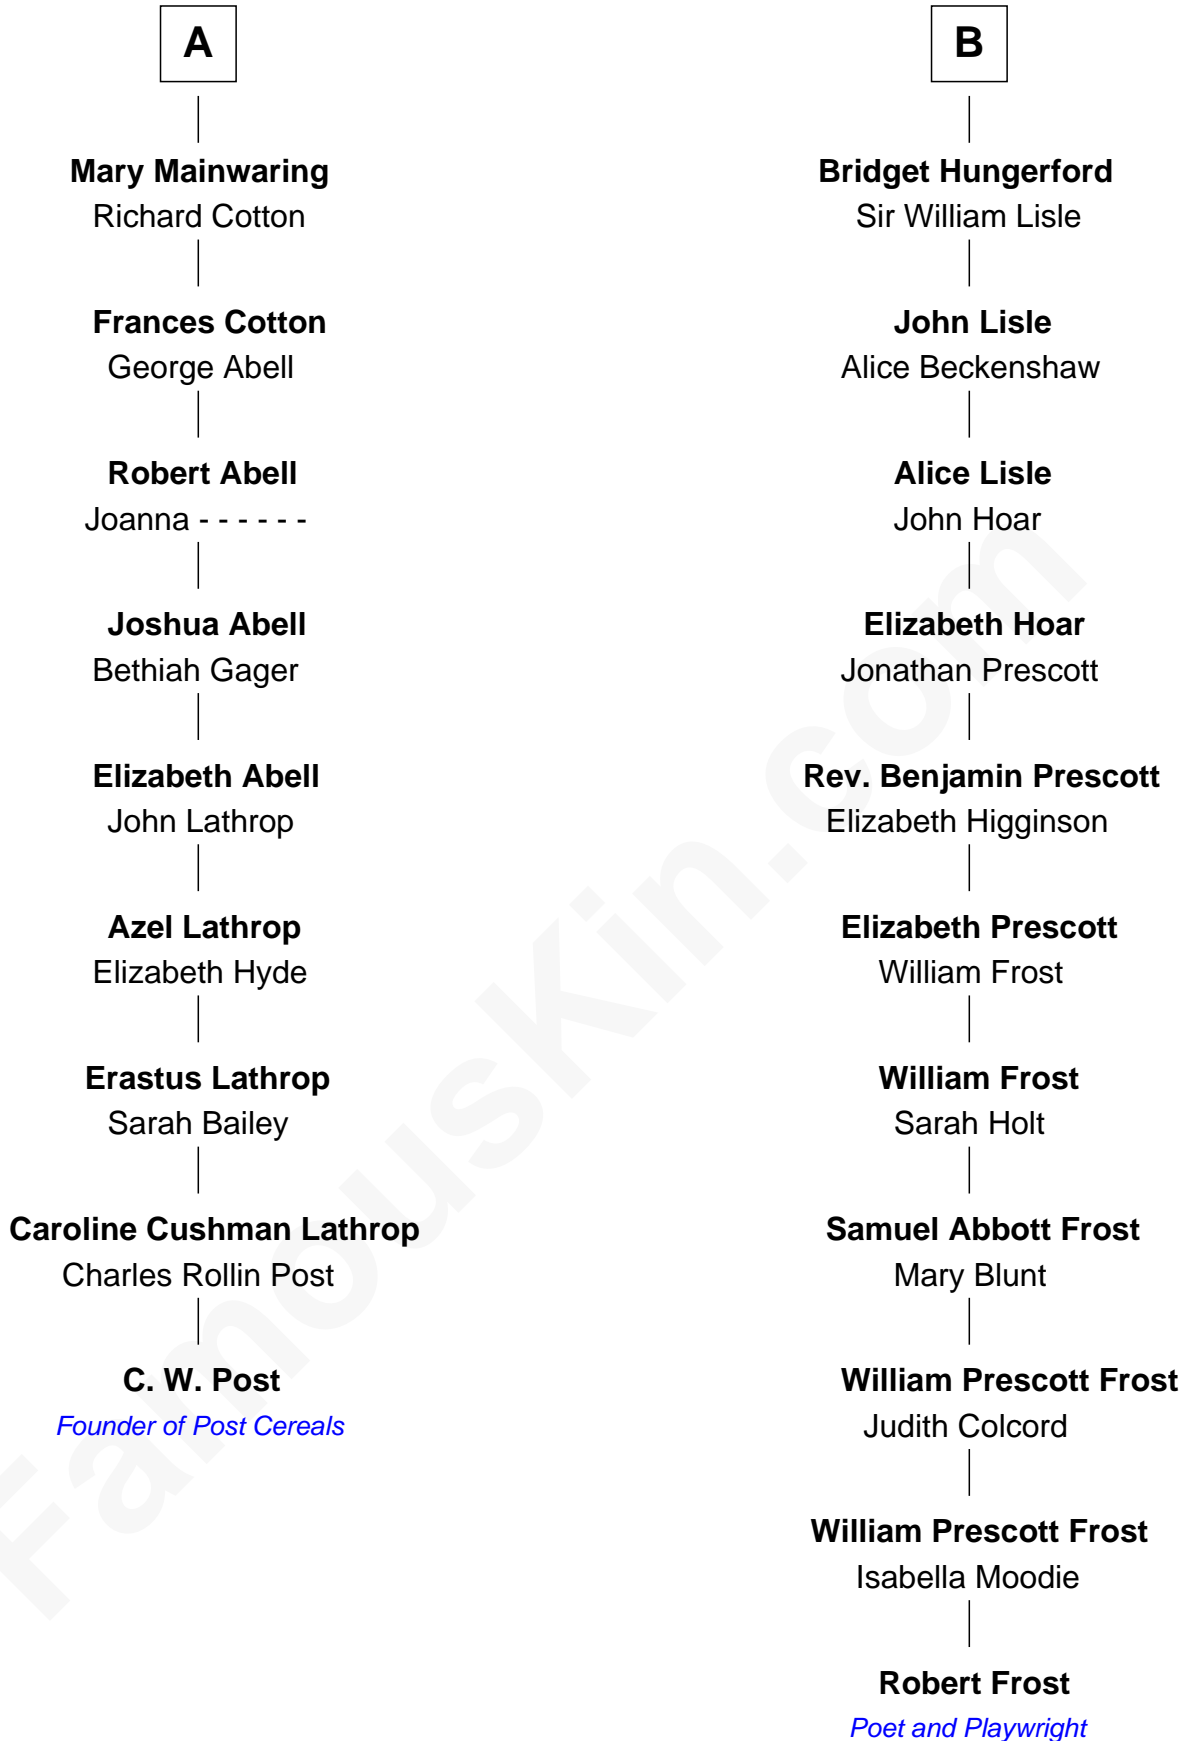 A
Mary Mainwaring
Richard Cotton
Frances Cotton
George Abell
Robert Abell
Joanna - - - - - -
Joshua Abell
Bethiah Gager
Elizabeth Abell
John Lathrop
Azel Lathrop
Elizabeth Hyde
Erastus Lathrop
Sarah Bailey
Caroline Cushman Lathrop
Charles Rollin Post
C. W. Post
Founder of Post Cereals
B
Bridget Hungerford
Sir William Lisle
John Lisle
Alice Beckenshaw
Alice Lisle
John Hoar
Elizabeth Hoar
Jonathan Prescott
Rev. Benjamin Prescott
Elizabeth Higginson
Elizabeth Prescott
William Frost
William Frost
Sarah Holt
Samuel Abbott Frost
Mary Blunt
William Prescott Frost
Judith Colcord
William Prescott Frost
Isabella Moodie
Robert Frost
Poet and Playwright
FamousKin.com